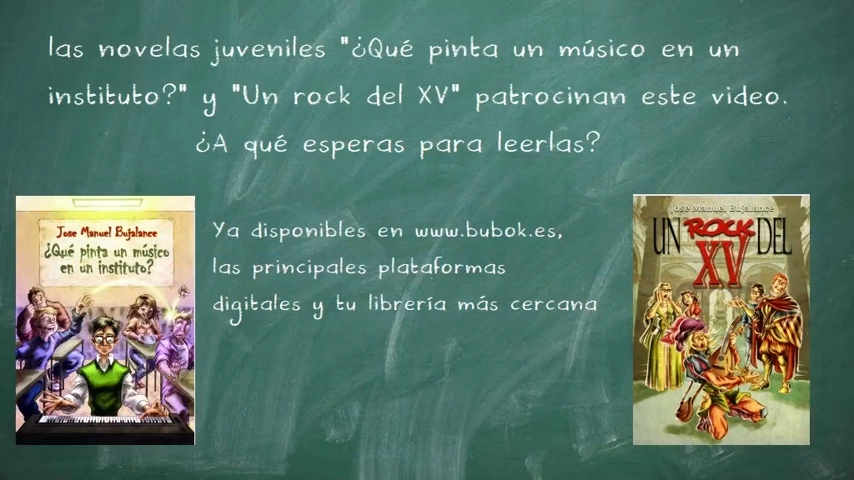 las novelas juveniles "¿Qué pinta un músico en un
instituto?" y "Un rock del XV" patrocinan este video.
¿A qué esperas para leerlas?
Ya disponibles en www.bubok.es,
las principales plataformas
digitales y tu librería más cercana
Jose Manuel Bujalance
¿Qué pinta un músico
en un instituto?
Jose Manuel Bujalance
UN ROCK DEL
XV